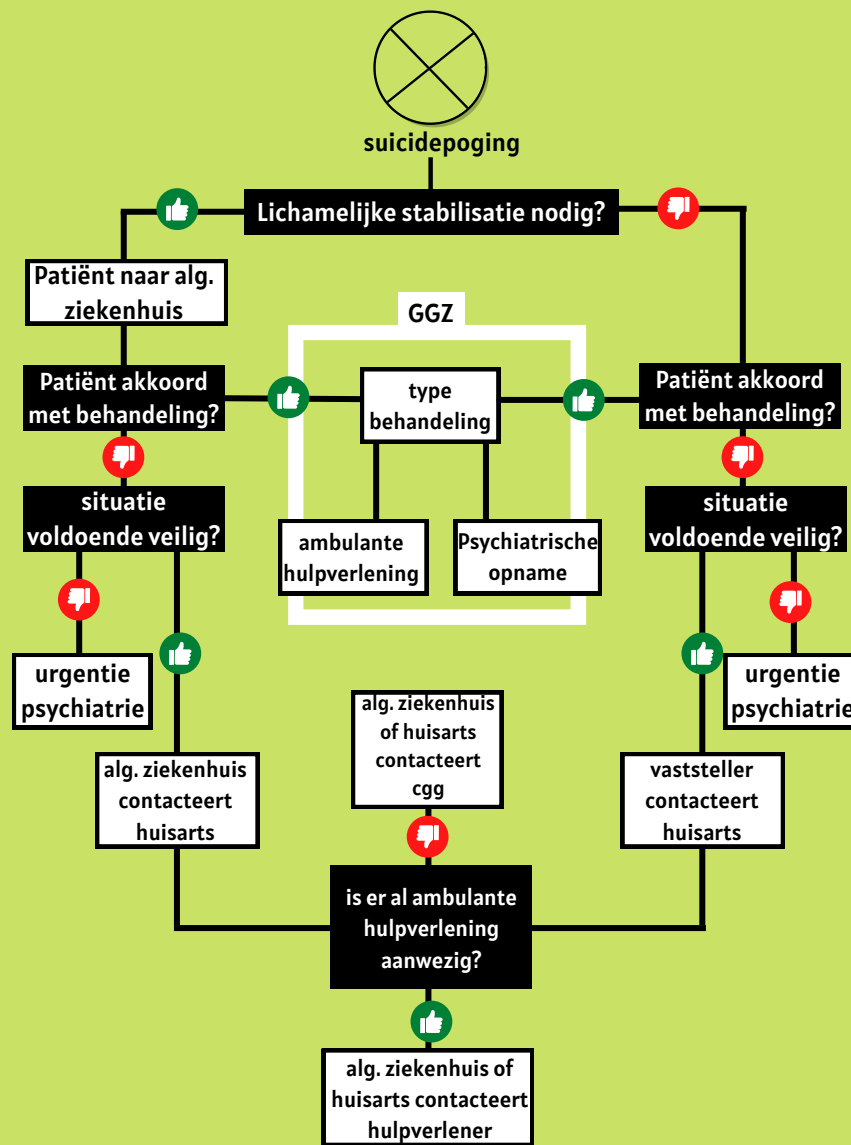 suicidepoging
Lichamelijke stabilisatie nodig?
Patiënt naar alg.
ziekenhuis
GGZ
Patiënt akkoord
met behandeling?
type
behandeling
Patiënt akkoord
met behandeling?
situatie
voldoende veilig?
ambulante
hulpverlening
Psychiatrische
opname
situatie
voldoende veilig?
urgentie
psychiatrie
urgentie
psychiatrie
alg. ziekenhuis
contacteert
huisarts
alg. ziekenhuis
of huisarts
contacteert
cgg
vaststeller
contacteert
huisarts
is er al ambulante
hulpverlening
aanwezig?
alg. ziekenhuis of
huisarts contacteert
hulpverlener